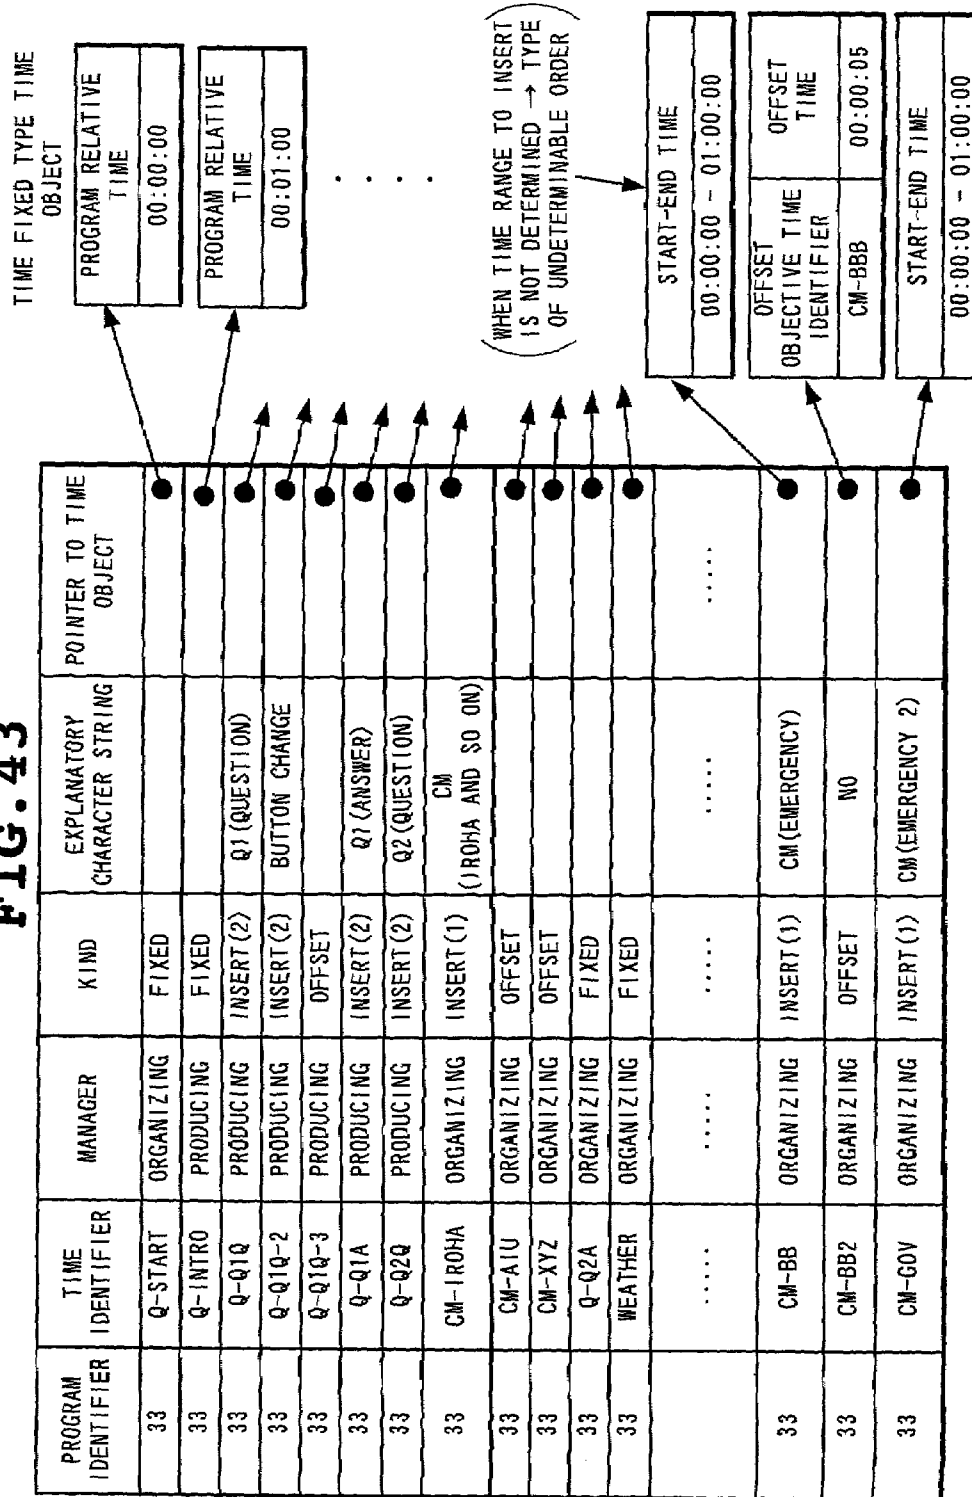 FIG.43
PROGRAM
IDENTIFIER
TIME
IDENTIFIER
MANAGER
KIND
EXPLANATORY
CHARACTER STRING
POINTER TO TIME
OBJECT
33 Q-START ORGANIZING FIXED
33 Q-INTRO PRODUCING FIXED
33 Q-Q1Q PRODUCING INSERT(2) Q1(QUESTION)
33 Q-Q1Q-2 PRODUCING INSERT(2) BUTTON CHANGE
33 Q-Q1Q-3 PRODUCING OFFSET
33 Q-Q1A PRODUCING INSERT(2) Q1(ANSWER)
33 Q-Q2Q PRODUCING INSERT(2) Q2(QUESTION)
33 CM-IROHA ORGANIZING INSERT(1) CM
(IROHA AND SO ON)
33 CM-AIU ORGANIZING OFFSET
33 CM-XYZ ORGANIZING OFFSET
33 Q-Q2A ORGANIZING FIXED
33 WEATHER ORGANIZING FIXED
..... ..... ..... ..... .....
33 CM-BB ORGANIZING INSERT(1) CM(EMERGENCY)
33 CM-BB2 ORGANIZING OFFSET NO
33 CM-GOV ORGANIZING INSERT(1) CM(EMERGENCY 2)
TIME FIXED TYPE TIME
OBJECT
PROGRAM RELATIVE
TIME
00:00:00
PROGRAM RELATIVE
TIME
00:01:00
.....
(WHEN TIME RANGE TO INSERT
IS NOT DETERMINED → TYPE
OF UNDETERMINABLE ORDER)
START-END TIME
00:00:00 - 01:00:00
OFFSET
OBJECTIVE TIME
IDENTIFIER
OFFSET
TIME
CM-BBB 00:00:05
START-END TIME
00:00:00 - 01:00:00